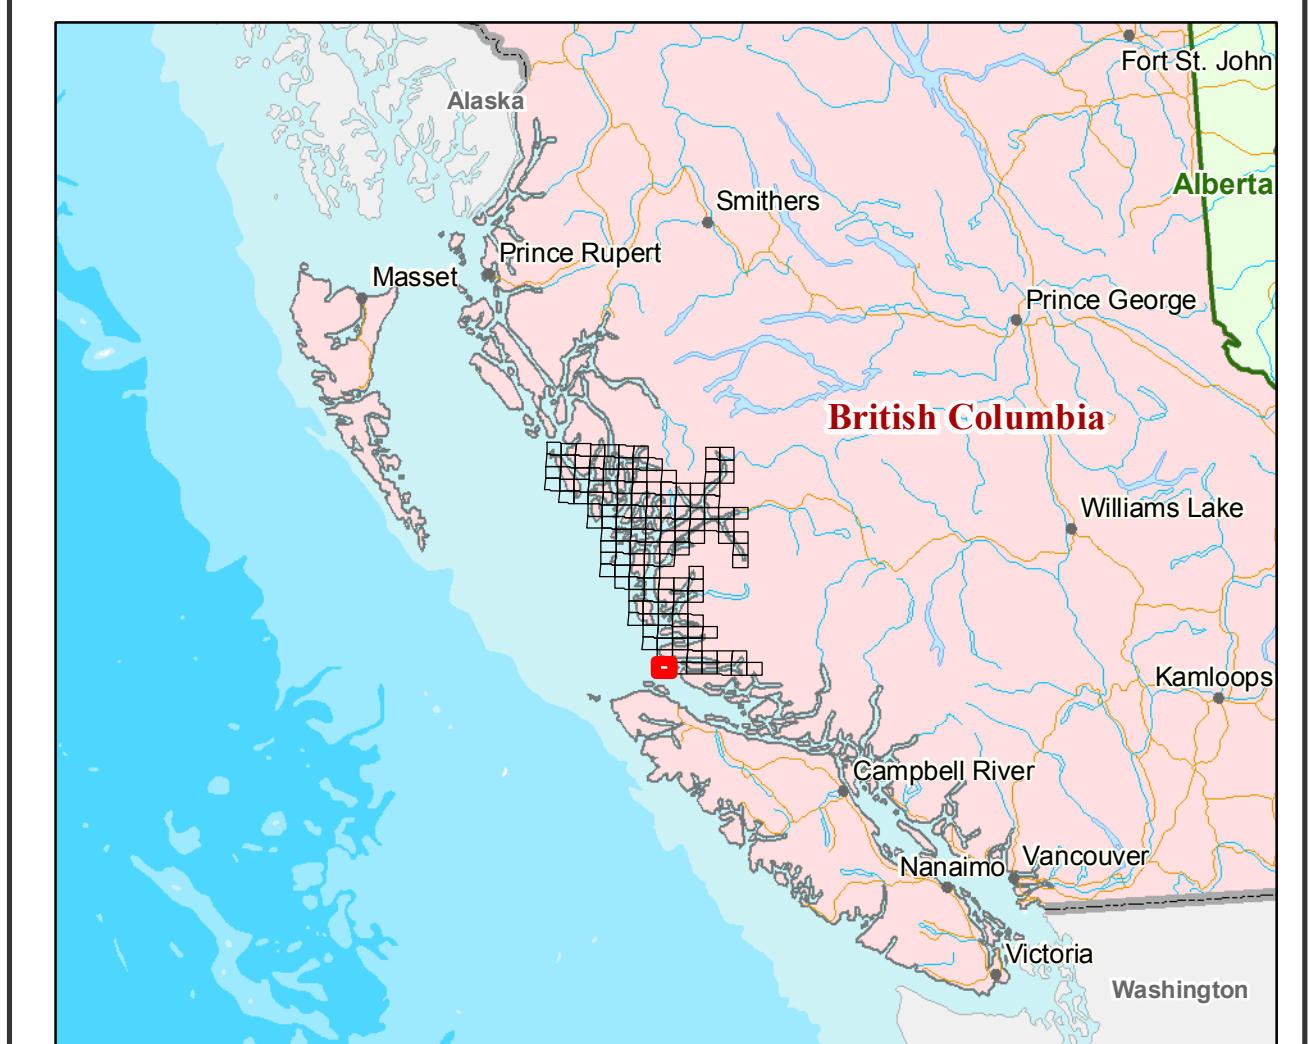 Fort St. John
Alaska
Alberta
Smithers
Prince Rupert
Masset
Prince George
British Columbia
Williams Lake
Kamloops
Campbell River
Vancouver
Nanaimo
Victoria
Washington